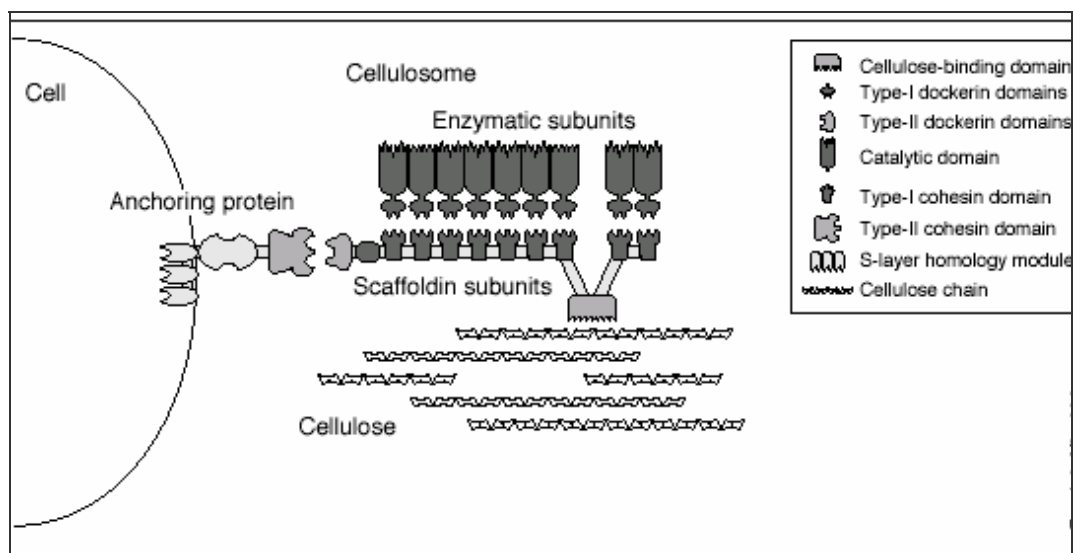 Cell
Cellulosome
Enzymatic subunits
Anchoring protein
Scaffoldin subunits
Cellulose
Cellulose-binding domain
Type-I dockerin domains
Type-II dockerin domains
Catalytic domain
Type-I cohesin domain
Type-II cohesin domain
S-layer homology module
Cellulose chain